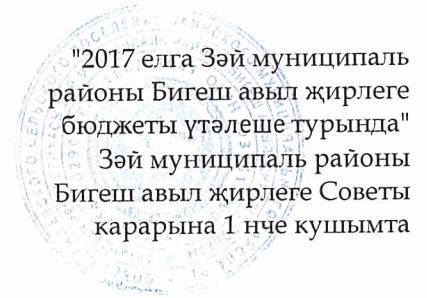 "2017 елга Зәй муниципаль
районы Бигеш авыл җирлеге
бюджеты үтәлеше турында"
Зәй муниципаль районы
Бигеш авыл җирлеге Советы
карарына 1 нче кушымта